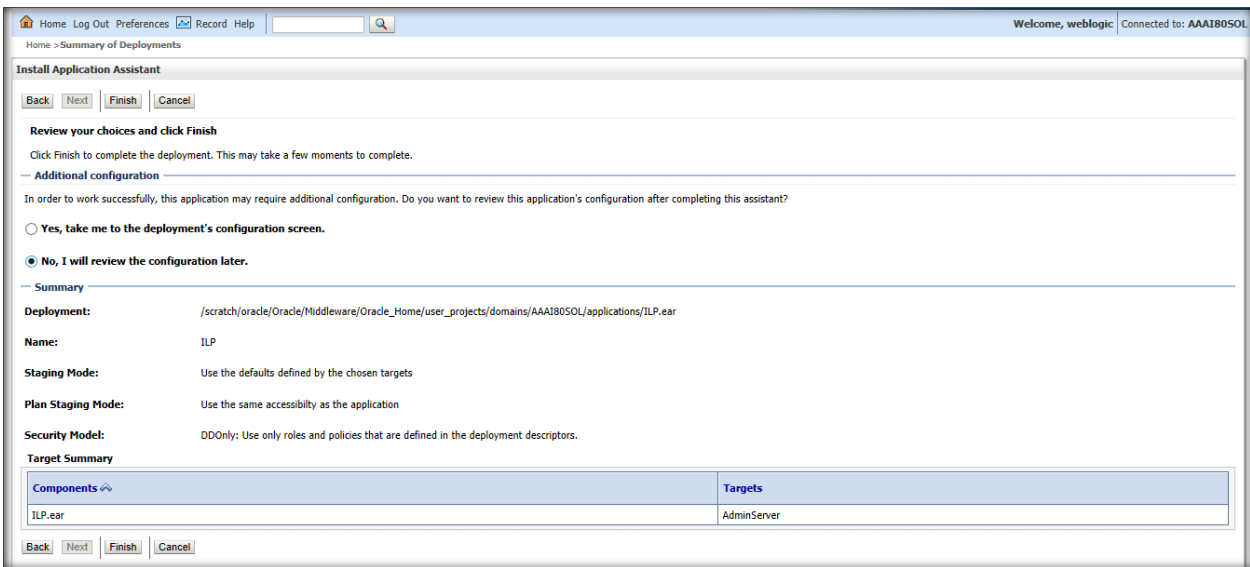 Home Log Out Preferences Record Help Welcome, weblogic Connected to: AAAI80SOL
Home >Summary of Deployments
Install Application Assistant
Back Next Finish Cancel
Review your choices and click Finish
Click Finish to complete the deployment. This may take a few moments to complete.
Additional configuration
In order to work successfully, this application may require additional configuration. Do you want to review this application's configuration after completing this assistant?
Yes, take me to the deployment's configuration screen.
No, I will review the configuration later.
Summary
Deployment: /scratch/oracle/Oracle/Middleware/Oracle_Home/user_projects/domains/AAAI80SOL/applications/ILP.ear
Name: ILP
Staging Mode: Use the defaults defined by the chosen targets
Plan Staging Mode: Use the same accessibilty as the application
Security Model: DDOnly: Use only roles and policies that are defined in the deployment descriptors.
Target Summary
Components Targets
ILP.ear AdminServer
Back Next Finish Cancel